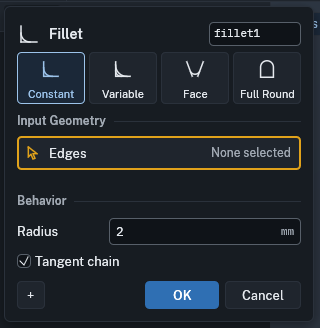 Fillet fillet1
Constant Variable Face Full Round
Input Geometry
Edges None selected
Behavior
Radius 2 mm
Tangent chain
+ OK Cancel